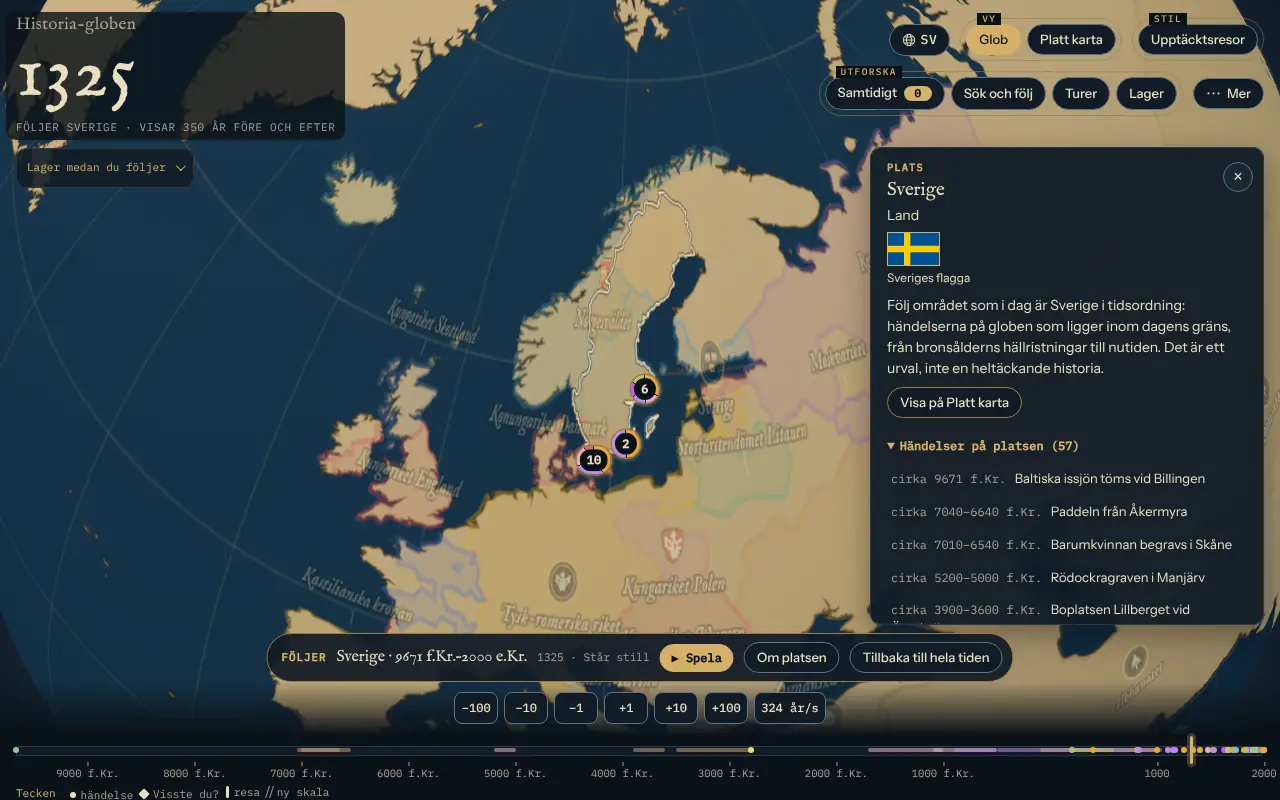 Historia-globen
1325
FÖLJER SVERIGE · VISAR 350 ÅR FÖRE OCH EFTER
Lager medan du följer
VY
SV
Glob
Platt karta
STIL
Upptäcktsresor
UTFORSKA
Samtidigt 0
Sök och följ
Turer
Lager
··· Mer
PLATS
Sverige
Land
Sveriges flagga
Följ området som i dag är Sverige i tidsordning:
händelserna på globen som ligger inom dagens gräns,
från bronsålderns hällristningar till nutiden. Det är ett
urval, inte en heltäckande historia.
Visa på Platt karta
▼ Händelser på platsen (57)
cirka 9671 f.Kr. Baltiska issjön töms vid Billingen
cirka 7040–6640 f.Kr. Paddeln från Åkermyra
cirka 7010–6540 f.Kr. Barumkvinnan begravs i Skåne
cirka 5200–5000 f.Kr. Rödockragraven i Manjärv
cirka 3900–3600 f.Kr. Boplatsen Lillberget vid
Kungariket Skottland
Norgesväldet
Konungariket Danmark
Sverige
Storfurstendömet Litauen
Kungariket England
Kungariket Polen
Kastilianska kronan
Tysk-romerska riket
6
2
10
FÖLJER Sverige · 9671 f.Kr.–2000 e.Kr. 1325 · Står still
▶ Spela
Om platsen
Tillbaka till hela tiden
−100
−10
−1
+1
+10
+100
324 år/s
9000 f.Kr.
8000 f.Kr.
7000 f.Kr.
6000 f.Kr.
5000 f.Kr.
4000 f.Kr.
3000 f.Kr.
2000 f.Kr.
1000 f.Kr.
1000
2000
Tecken händelse Visste du? resa // ny skala